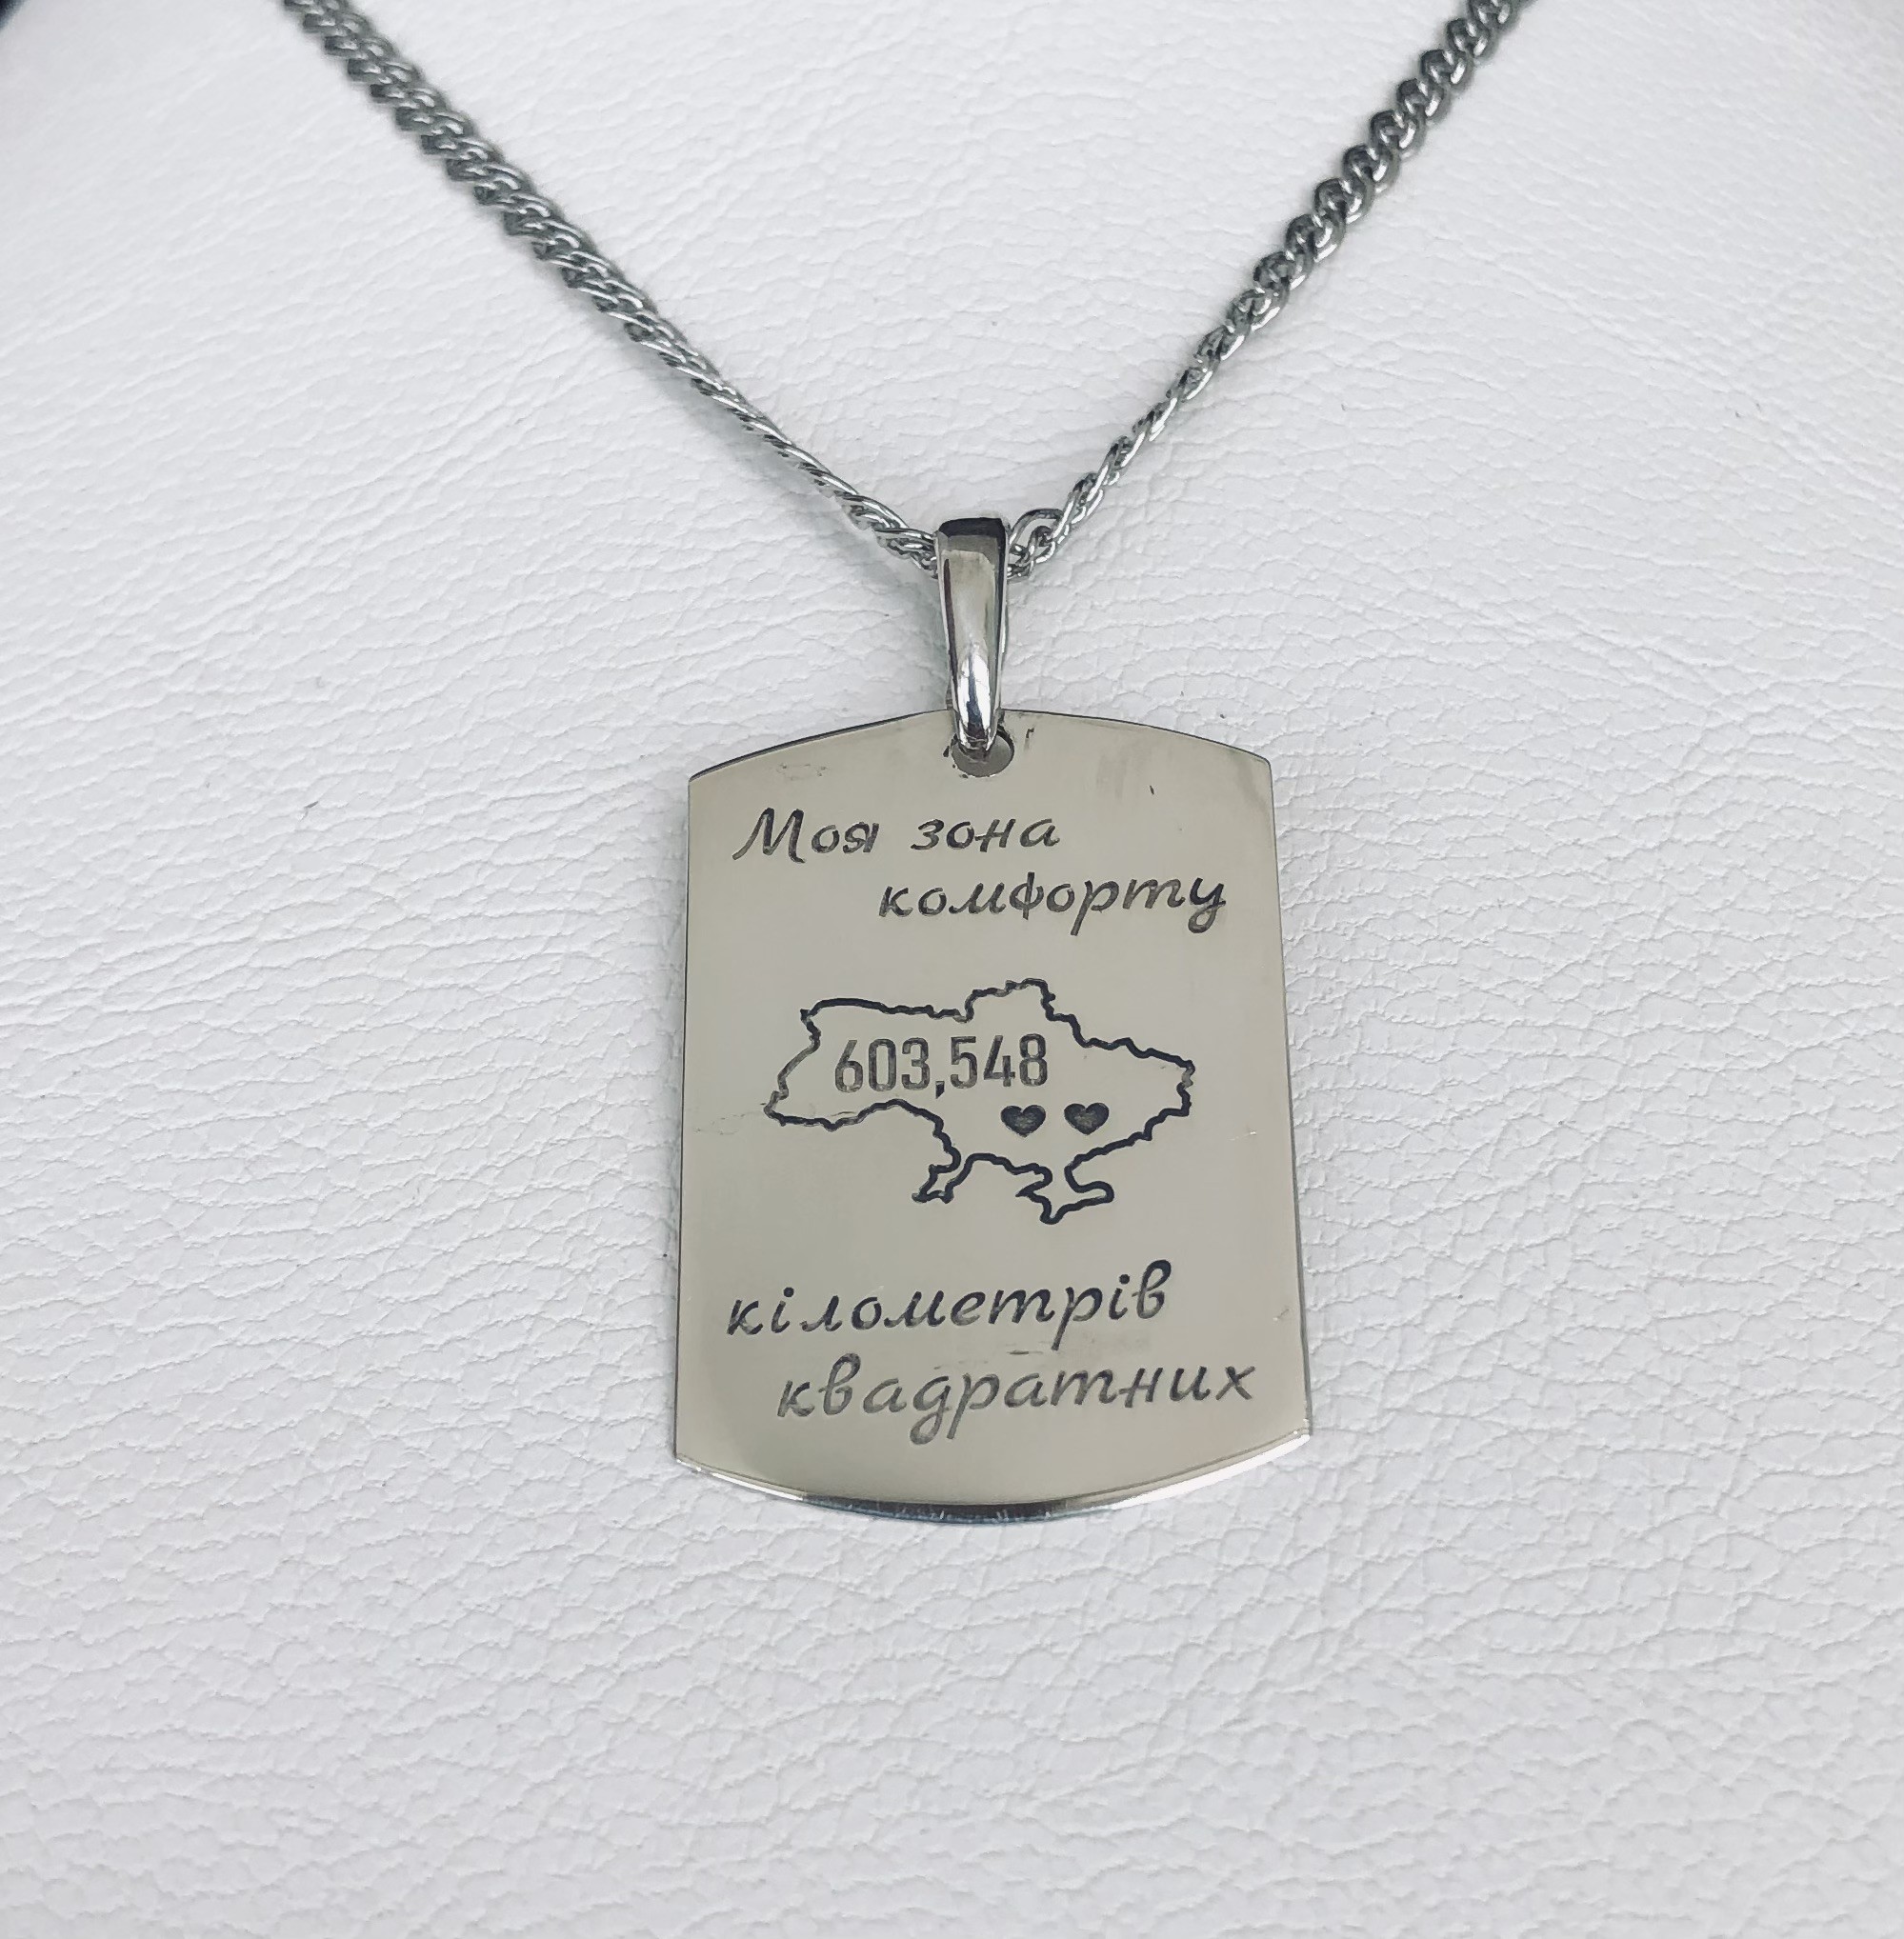 Моя зона
комфорту
603,548
кілометрів
квадратних